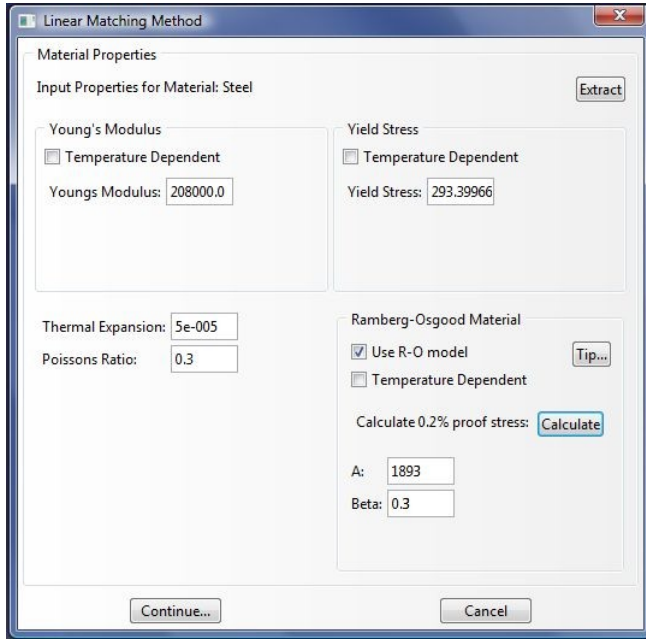 Linear Matching Method
Material Properties
Input Properties for Material: Steel
Extract
Young's Modulus
Temperature Dependent
Youngs Modulus: 208000.0
Yield Stress
Temperature Dependent
Yield Stress: 293.39966
Thermal Expansion: 5e-005
Poissons Ratio: 0.3
Ramberg-Osgood Material
Use R-O model
Tip...
Temperature Dependent
Calculate 0.2% proof stress: Calculate
A: 1893
Beta: 0.3
Continue...
Cancel